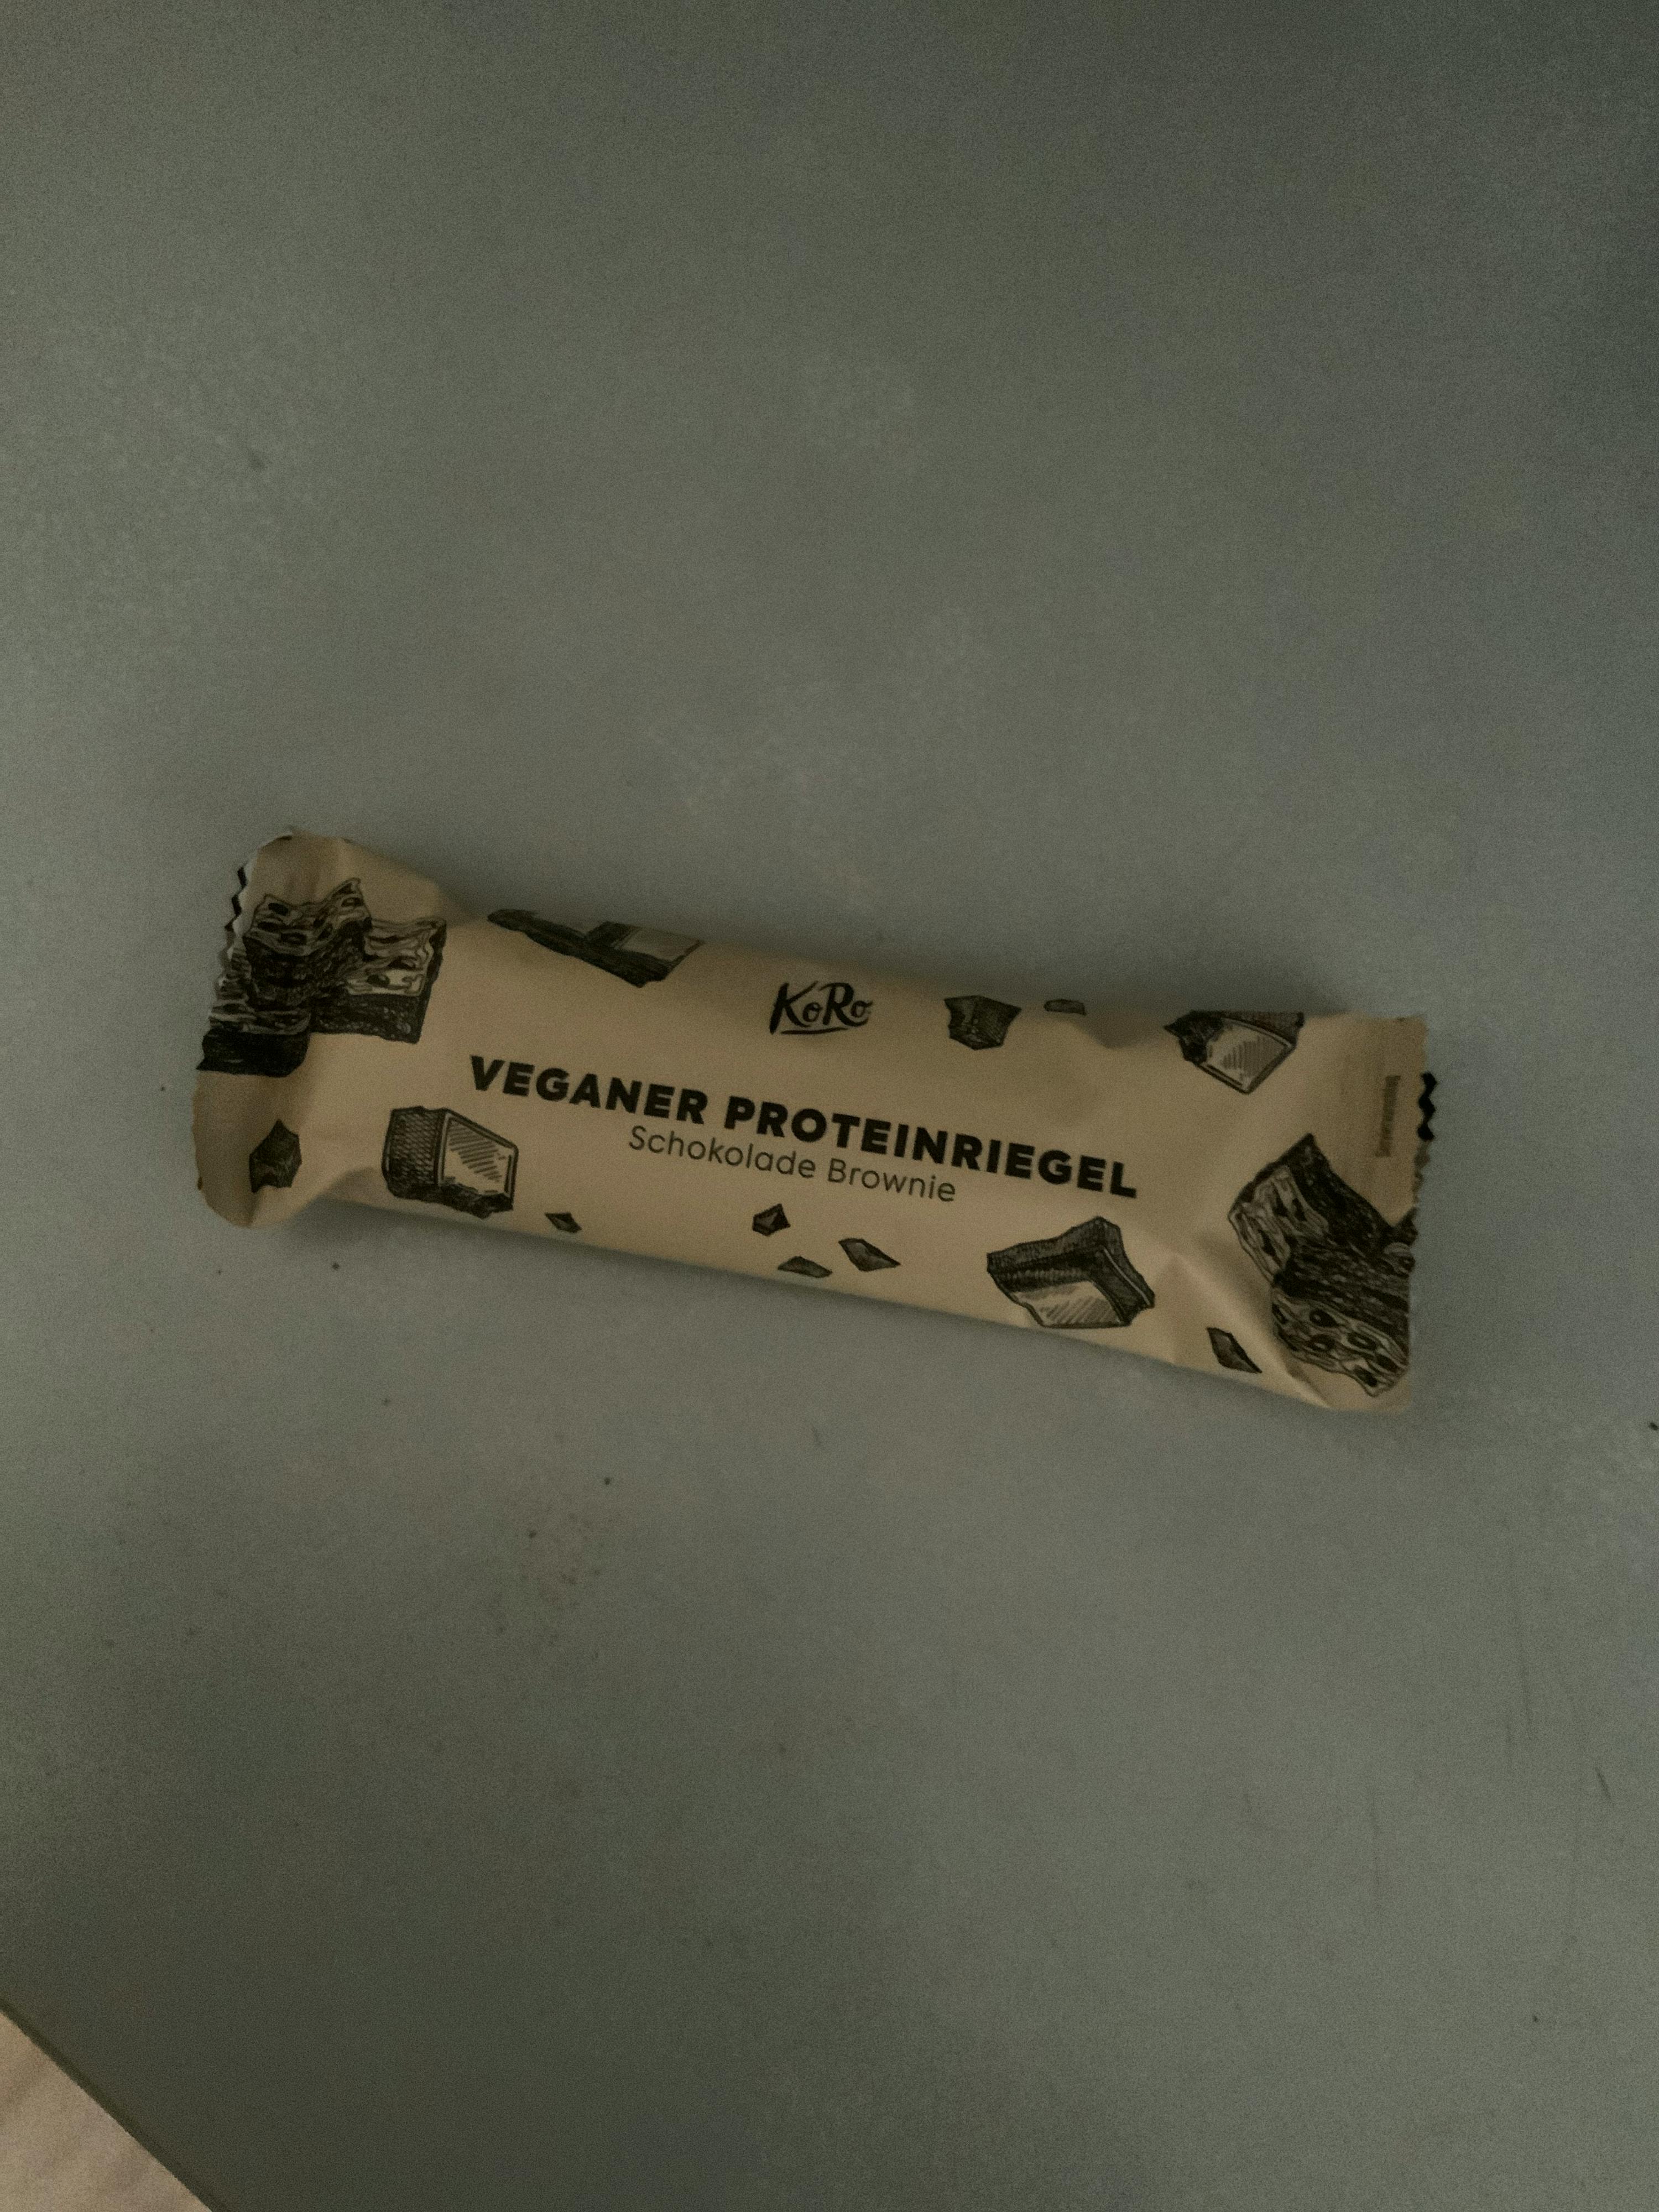 KoRo
VEGANER PROTEINRIEGEL
Schokolade Brownie